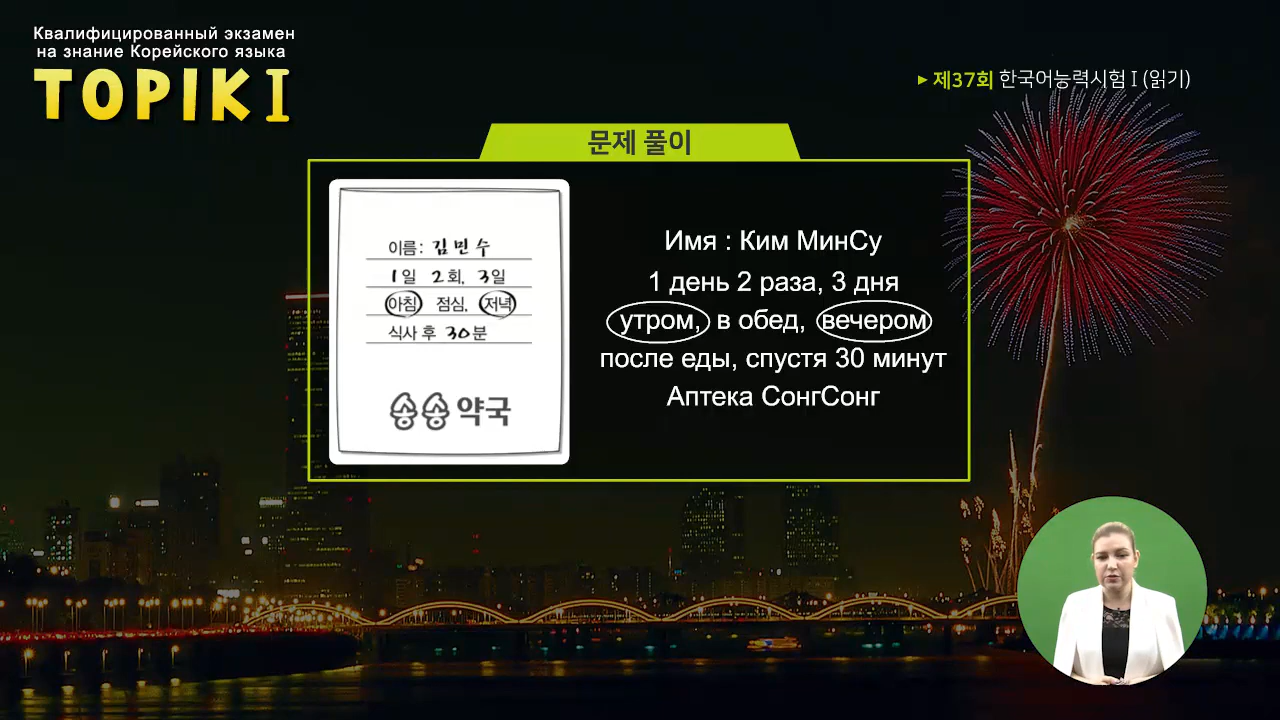 Квалифицированный экзамен
на знание Корейского языка
TOPIK I
▸ 제37회 한국어능력시험 I (읽기)
문제 풀이
이름: 김민수
1일 2회, 3일
아침 점심, 저녁
식사 후 30분
송송 약국
Имя : Ким МинСу
1 день 2 раза, 3 дня
утром, в обед, вечером
после еды, спустя 30 минут
Аптека СонгСонг